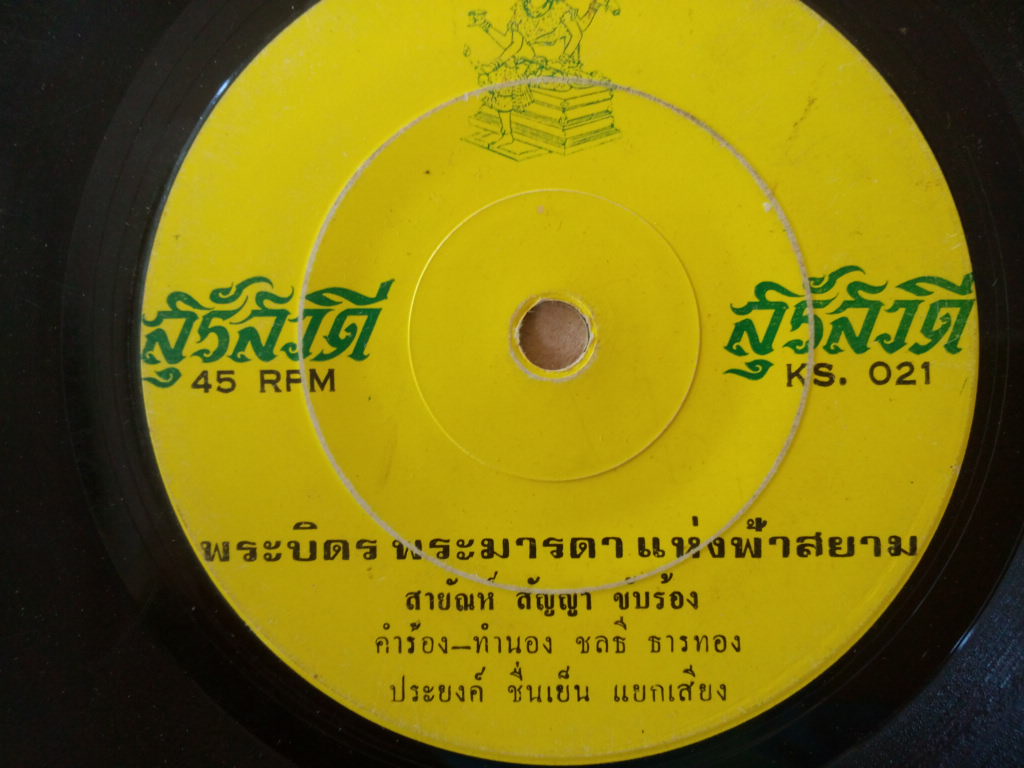 สุรัสวดี สุรัสวดี
45 RPM KS. 021
พระบิดร พระมารดา แห่งฟ้าสยาม
สายัณห์ สัญญา ขับร้อง
คำร้อง–ทำนอง ชลธี ธารทอง
ประยงค์ ชื่นเย็น แยกเสียง